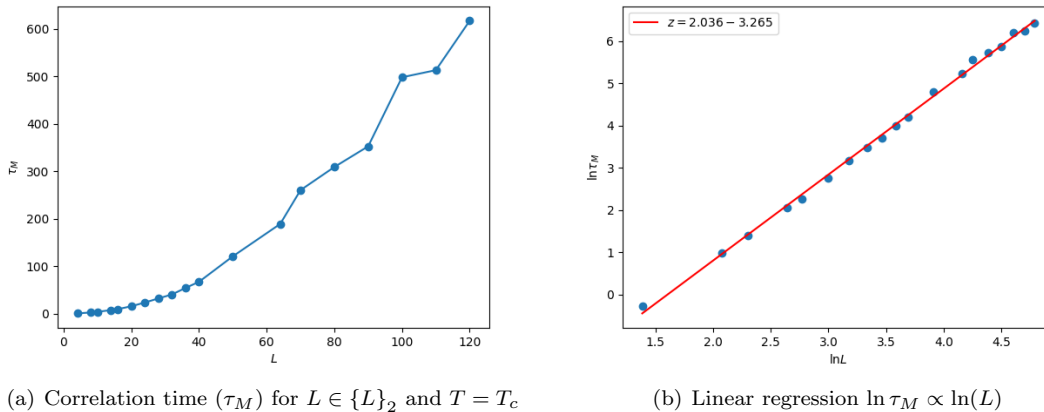 600
500
400
300
200
100
0
τ_M
0 20 40 60 80 100 120
L
z = 2.036 − 3.265
6
5
4
3
2
1
0
ln τ_M
1.5 2.0 2.5 3.0 3.5 4.0 4.5
lnL
(a) Correlation time (τ_M) for L ∈ {L}_2 and T = T_c
(b) Linear regression ln τ_M ∝ ln(L)